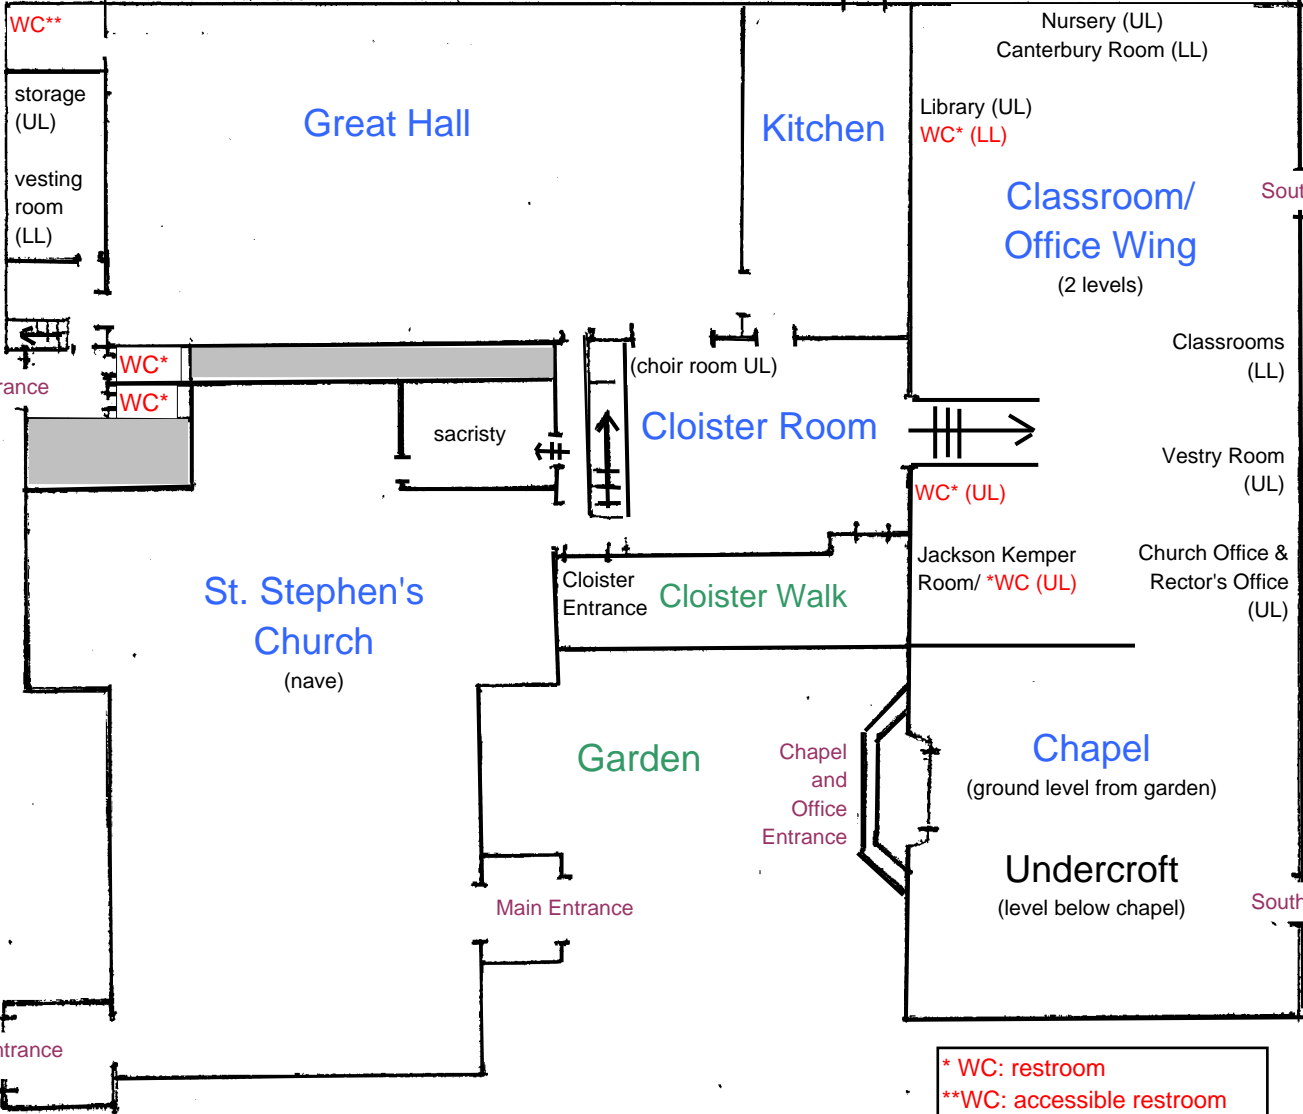 WC**
storage
(UL)
vesting
room
(LL)
Great Hall
Kitchen
Nursery (UL)
Canterbury Room (LL)
Library (UL)
WC* (LL)
Classroom/
Office Wing
(2 levels)
Classrooms
(LL)
WC*
WC*
sacristy
(choir room UL)
Cloister Room
Vestry Room
(UL)
WC* (UL)
Jackson Kemper
Room/ *WC (UL)
Church Office &
Rector's Office
(UL)
Cloister
Entrance
Cloister Walk
St. Stephen's
Church
(nave)
Garden
Chapel
and
Office
Entrance
Chapel
(ground level from garden)
Undercroft
(level below chapel)
South
Main Entrance
* WC: restroom
**WC: accessible restroom